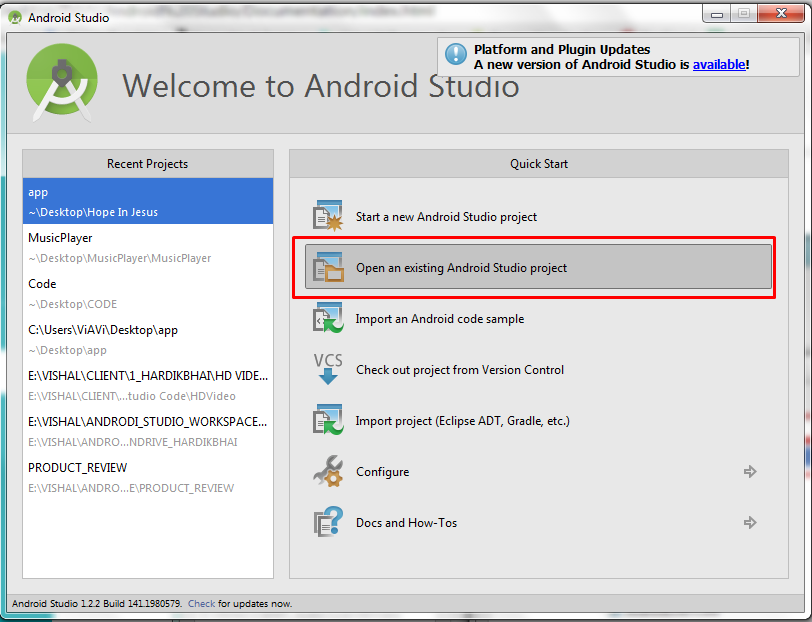 Android Studio
Platform and Plugin Updates
A new version of Android Studio is available!
Welcome to Android Studio
Recent Projects
app
~\Desktop\Hope In Jesus
MusicPlayer
~\Desktop\MusicPlayer\MusicPlayer
Code
~\Desktop\CODE
C:\Users\ViAVi\Desktop\app
~\Desktop\app
E:\VISHAL\CLIENT\1_HARDIKBHAI\HD VIDE...
E:\VISHAL\CLIENT\...tudio Code\HDVideo
E:\VISHAL\ANDRODI_STUDIO_WORKSPACE...
E:\VISHAL\ANDRO...NDRIVE_HARDIKBHAI
PRODUCT_REVIEW
E:\VISHAL\ANDRO...E\PRODUCT_REVIEW
Quick Start
Start a new Android Studio project
Open an existing Android Studio project
Import an Android code sample
VCS
Check out project from Version Control
Import project (Eclipse ADT, Gradle, etc.)
Configure
Docs and How-Tos
Android Studio 1.2.2 Build 141.1980579. Check for updates now.